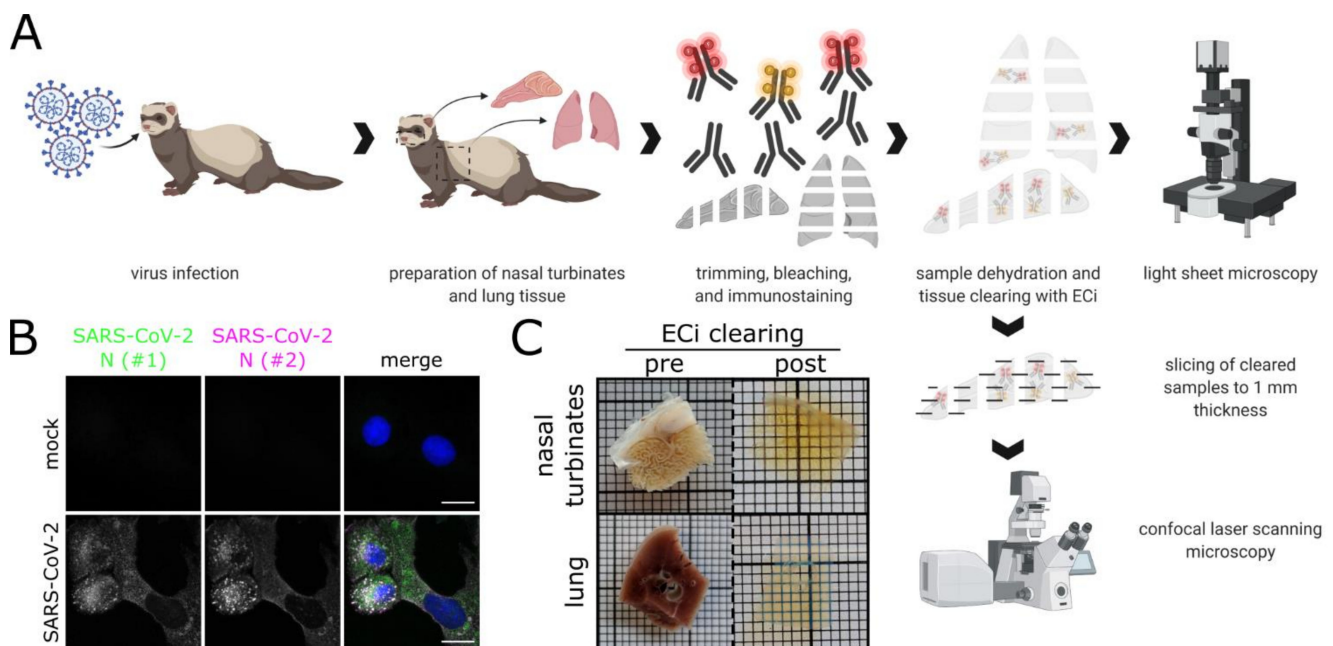 A
virus infection
preparation of nasal turbinates
and lung tissue
trimming, bleaching,
and immunostaining
sample dehydration and
tissue clearing with ECi
light sheet microscopy
slicing of cleared
samples to 1 mm
thickness
confocal laser scanning
microscopy
B
SARS-CoV-2
N (#1)
SARS-CoV-2
N (#2)
merge
mock
SARS-CoV-2
C
ECi clearing
pre
post
nasal
turbinates
lung